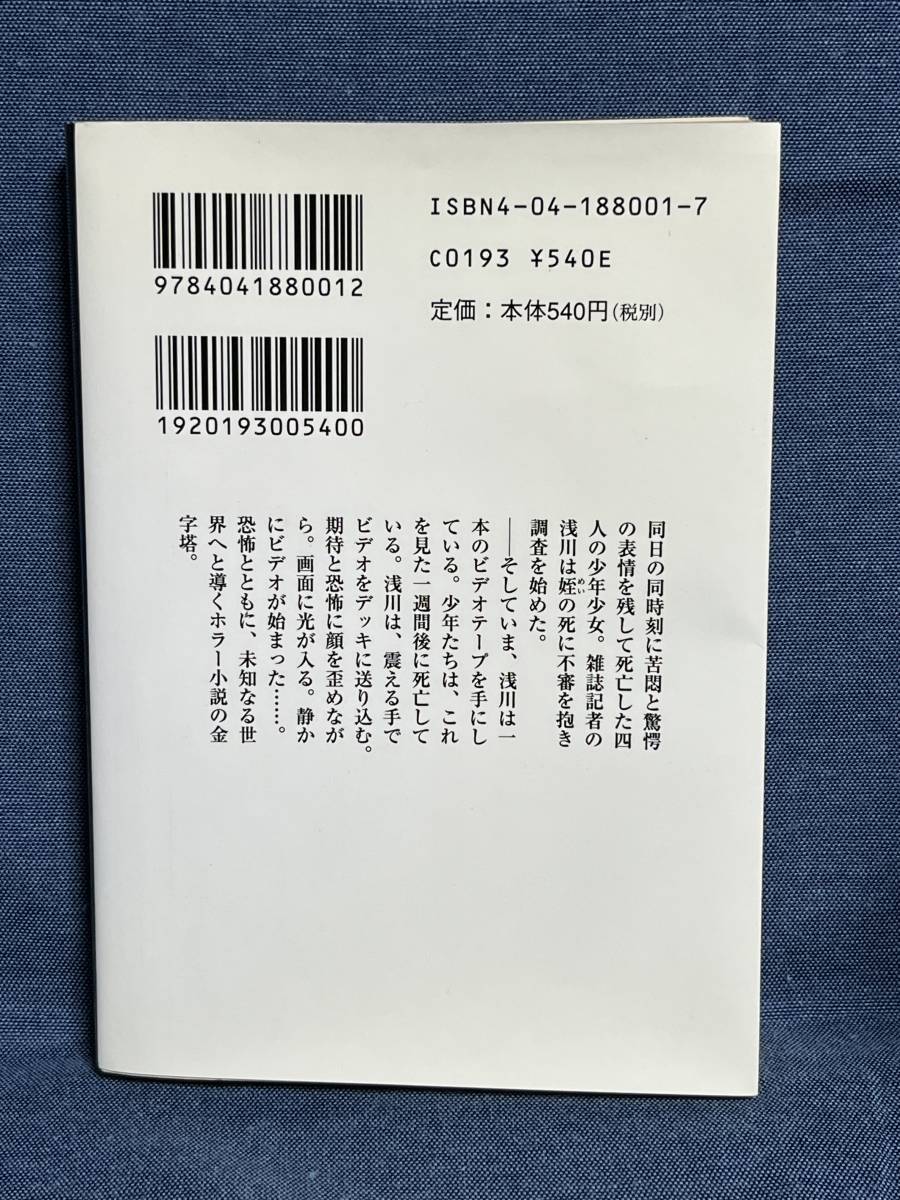 ISBN4-04-188001-7
C0193 ¥540E
定価：本体540円(税別)
9784041880012
1920193005400
同日の同時刻に苦悶と驚愕
の表情を残して死亡した四
人の少年少女。雑誌記者の
浅川は姪の死に不審を抱き
めい
調査を始めた。
――そしていま、浅川は一
本のビデオテープを手にし
ている。少年たちは、これ
を見た一週間後に死亡して
いる。浅川は、震える手で
ビデオをデッキに送り込む。
期待と恐怖に顔を歪めなが
ら。画面に光が入る。静か
にビデオが始まった……。
恐怖とともに、未知なる世
界へと導くホラー小説の金
字塔。